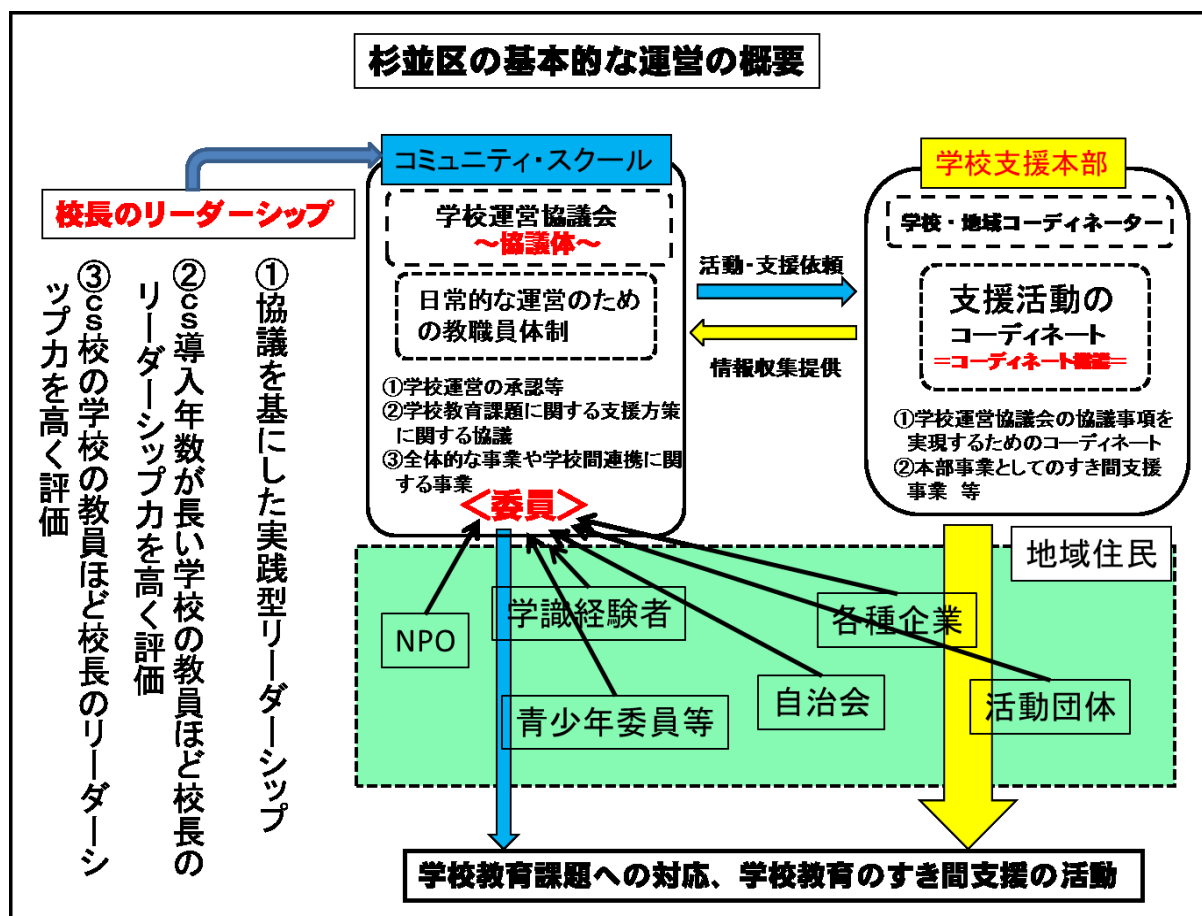 杉並区の基本的な運営の概要
校長のリーダーシップ
①協議を基にした実践型リーダーシップ
②cs導入年数が長い学校の教員ほど校長の
リーダーシップ力を高く評価
③cs校の学校の教員ほど校長のリーダーシ
ップ力を高く評価
コミュニティ・スクール
学校運営協議会
～協議体～
日常的な運営のため
の教職員体制
①学校運営の承認等
②学校教育課題に関する支援方策
に関する協議
③全体的な事業や学校間連携に関
する事業
＜委員＞
活動・支援依頼
情報収集提供
学校支援本部
学校・地域コーディネーター
支援活動の
コーディネート
＝コーディネート機能＝
①学校運営協議会の協議事項を
実現するためのコーディネート
②本部事業としてのすき間支援
事業 等
地域住民
NPO
学識経験者
各種企業
青少年委員等
自治会
活動団体
学校教育課題への対応、学校教育のすき間支援の活動